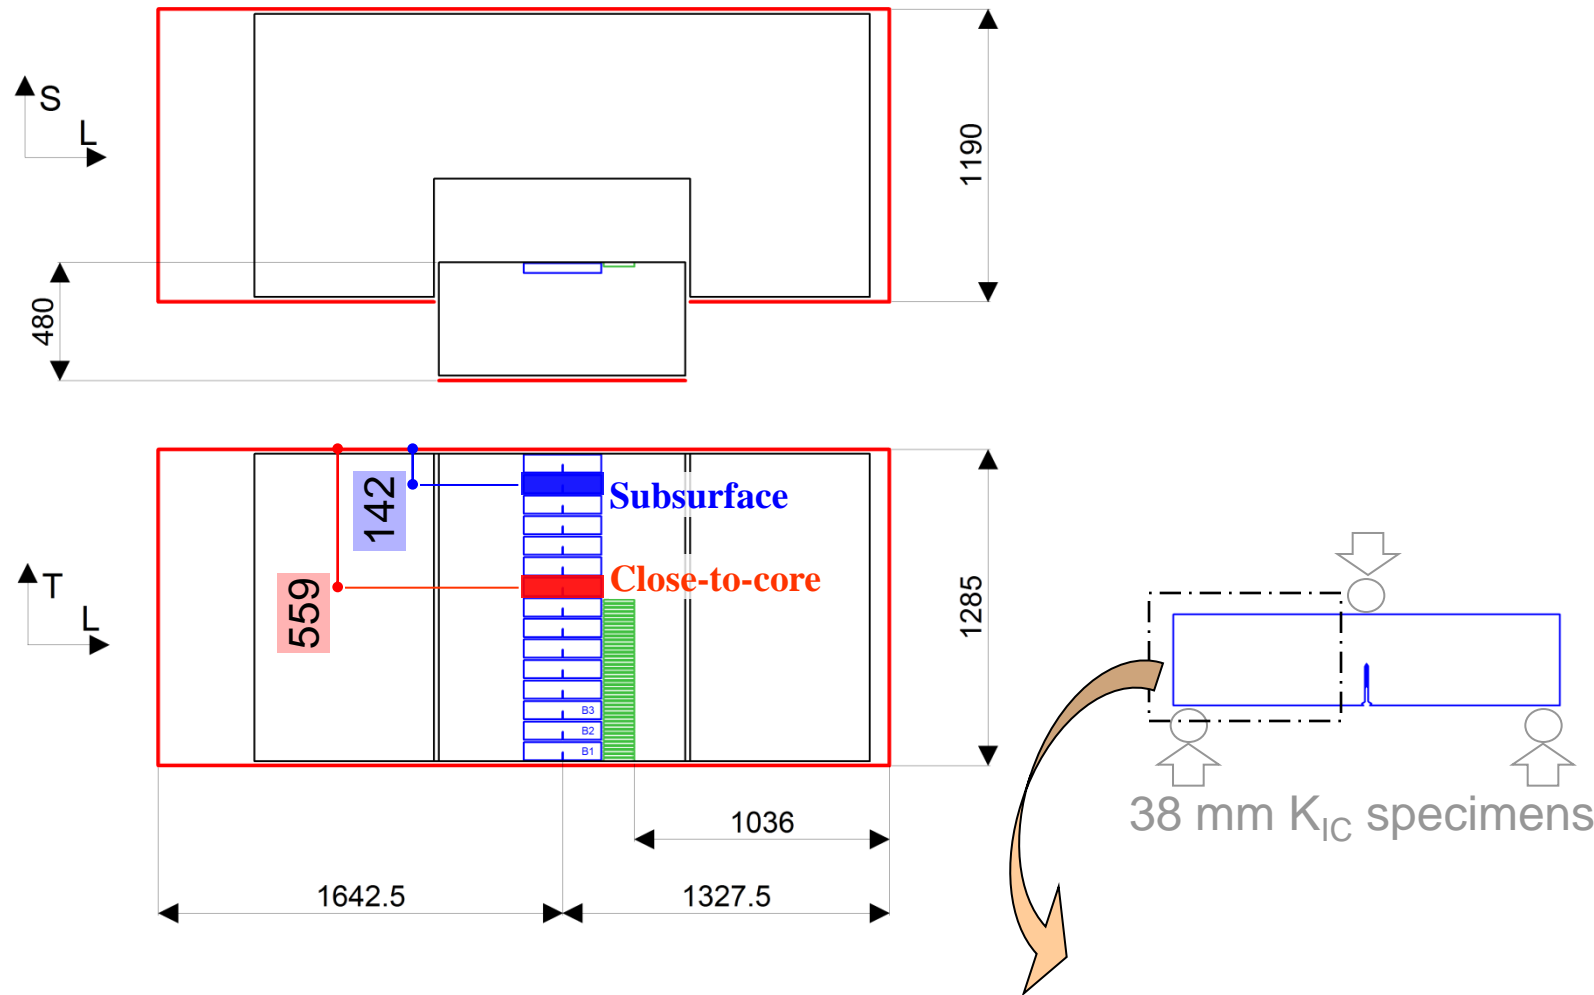 S
L
1190
480
142
Subsurface
559
Close-to-core
T
L
1285
B3
B2
B1
1036
1642.5
1327.5
38 mm K_IC specimens